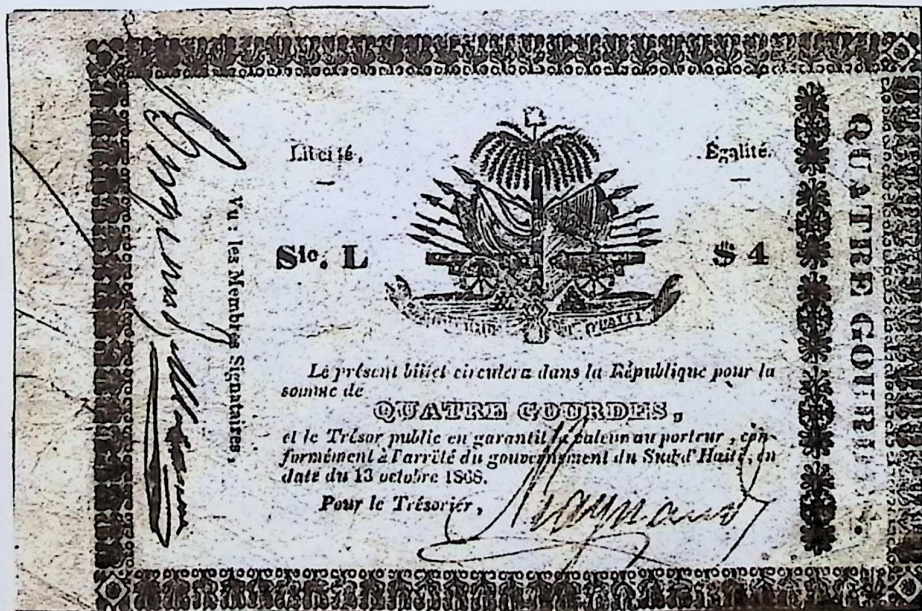 Liberté,
Égalité.
Sie. L
$ 4
Le présent billet circulera dans la République pour la
somme de
QUATRE GOURDES,
et le Trésor public en garantit la valeur au porteur, con-
formément à l'arrêté du gouvernement du Sud d'Haïti, en
date du 13 octobre 1868.
Pour le Trésorier,
Vu : les Membres Signataires,
QUATRE GOURDES.